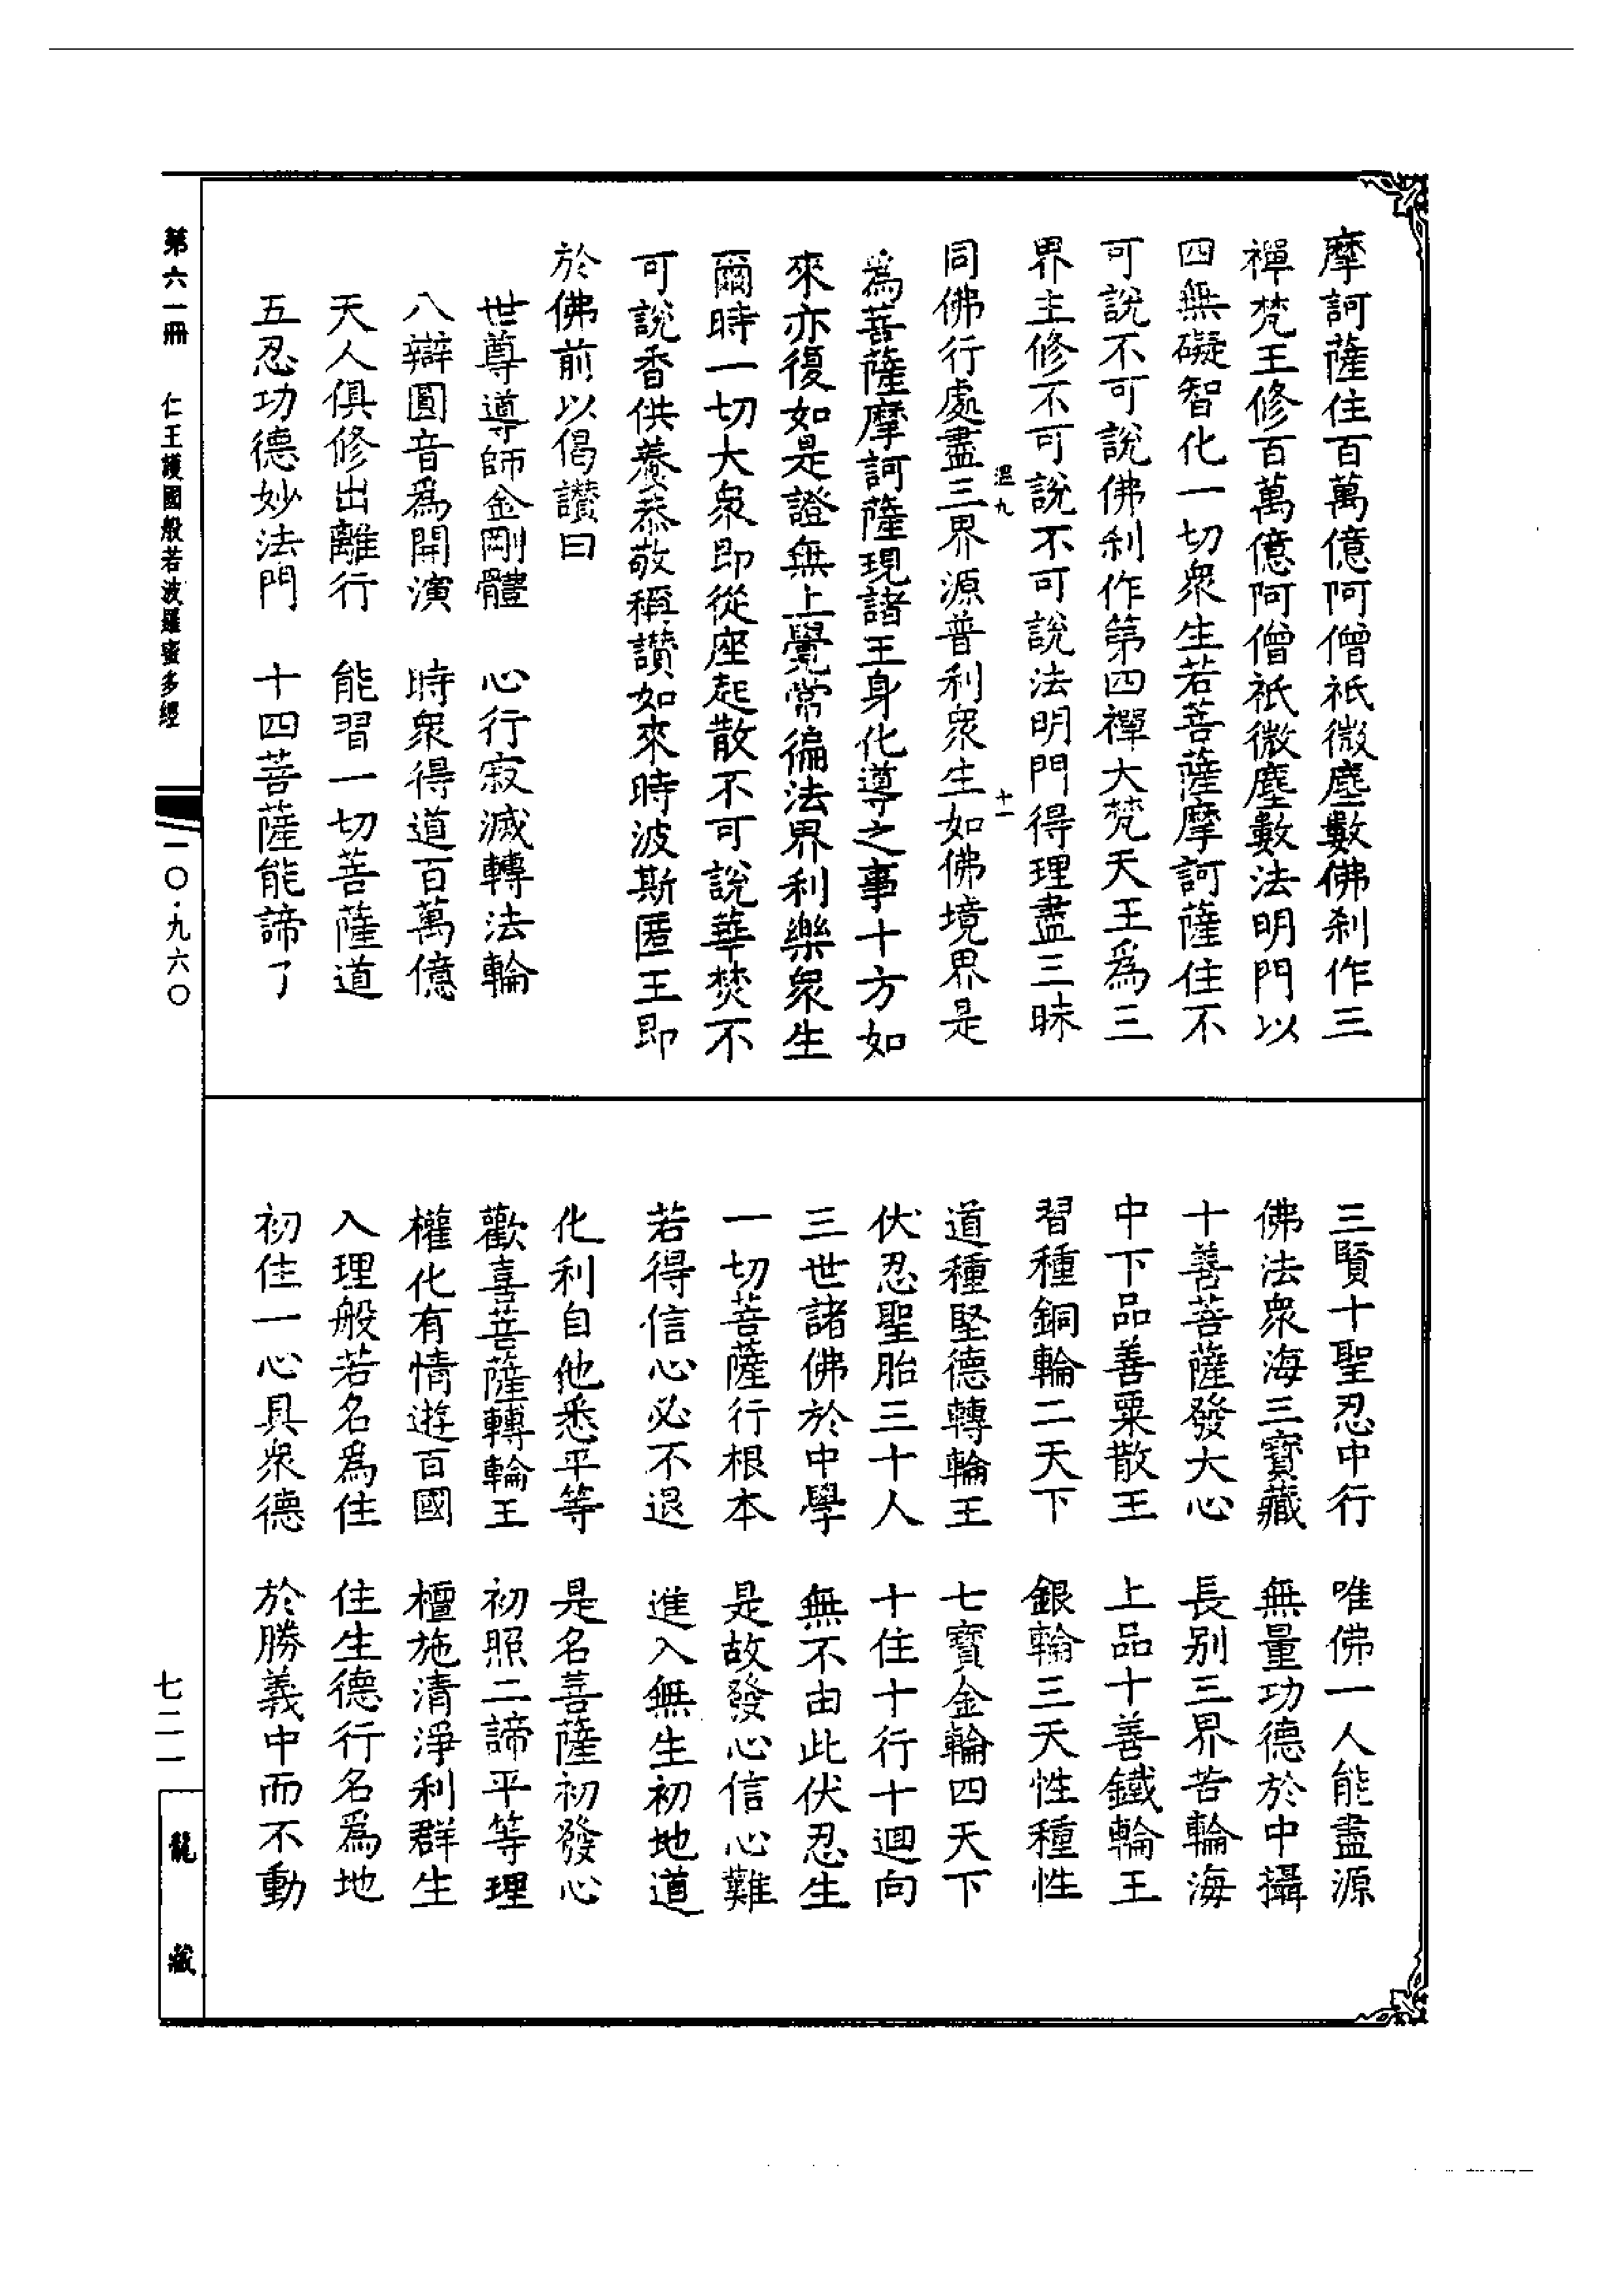 摩訶薩住百萬億阿僧祇微塵數佛刹作三
禪梵王修百萬億阿僧祇微塵數法明門以
四無礙智化一切衆生若菩薩摩訶薩住不
可說不可說佛刹作第四禪大梵天王爲三
界主修不可說不可說法明門得理盡三昧
溫九
十一
同佛行處盡三界源普利衆生如佛境界是
爲菩薩摩訶薩現諸王身化導之事十方如
來亦復如是證無上覺常徧法界利樂衆生
爾時一切大衆即從座起散不可說華焚不
可說香供養恭敬稱讚如來時波斯匿王即
於佛前以偈讚曰
世尊導師金剛體　心行寂滅轉法輪
八辯圓音爲開演　時衆得道百萬億
天人俱修出離行　能習一切菩薩道
五忍功德妙法門　十四菩薩能諦了
三賢十聖忍中行　唯佛一人能盡源
佛法衆海三寶藏　無量功德於中攝
十善菩薩發大心　長別三界苦輪海
中下品善粟散王　上品十善鐵輪王
習種銅輪二天下　銀輪三天性種性
道種堅德轉輪王　七寶金輪四天下
伏忍聖胎三十人　十住十行十迴向
三世諸佛於中學　無不由此伏忍生
一切菩薩行根本　是故發心信心難
若得信心必不退　進入無生初地道
化利自他悉平等　是名菩薩初發心
歡喜菩薩轉輪王　初照二諦平等理
權化有情遊百國　檀施清淨利群生
入理般若名爲住　住生德行名爲地
初住一心具衆德　於勝義中而不動
第六一冊　仁王護國般若波羅蜜多經
一〇·九六〇
七二一
龍藏